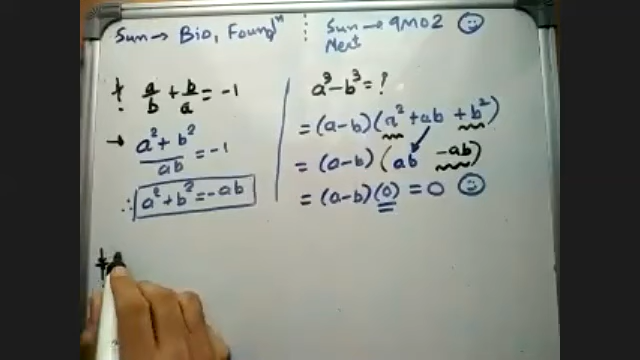 Sun → Bio, Foundⁿ
* a/b + b/a = -1
→ a² + b² / ab = -1
∴ a² + b² = -ab
Sun → 9MO2
Next
a³ - b³ = ?
= (a-b)(a² + ab + b²)
= (a-b)(ab -ab)
= (a-b)(0) = 0